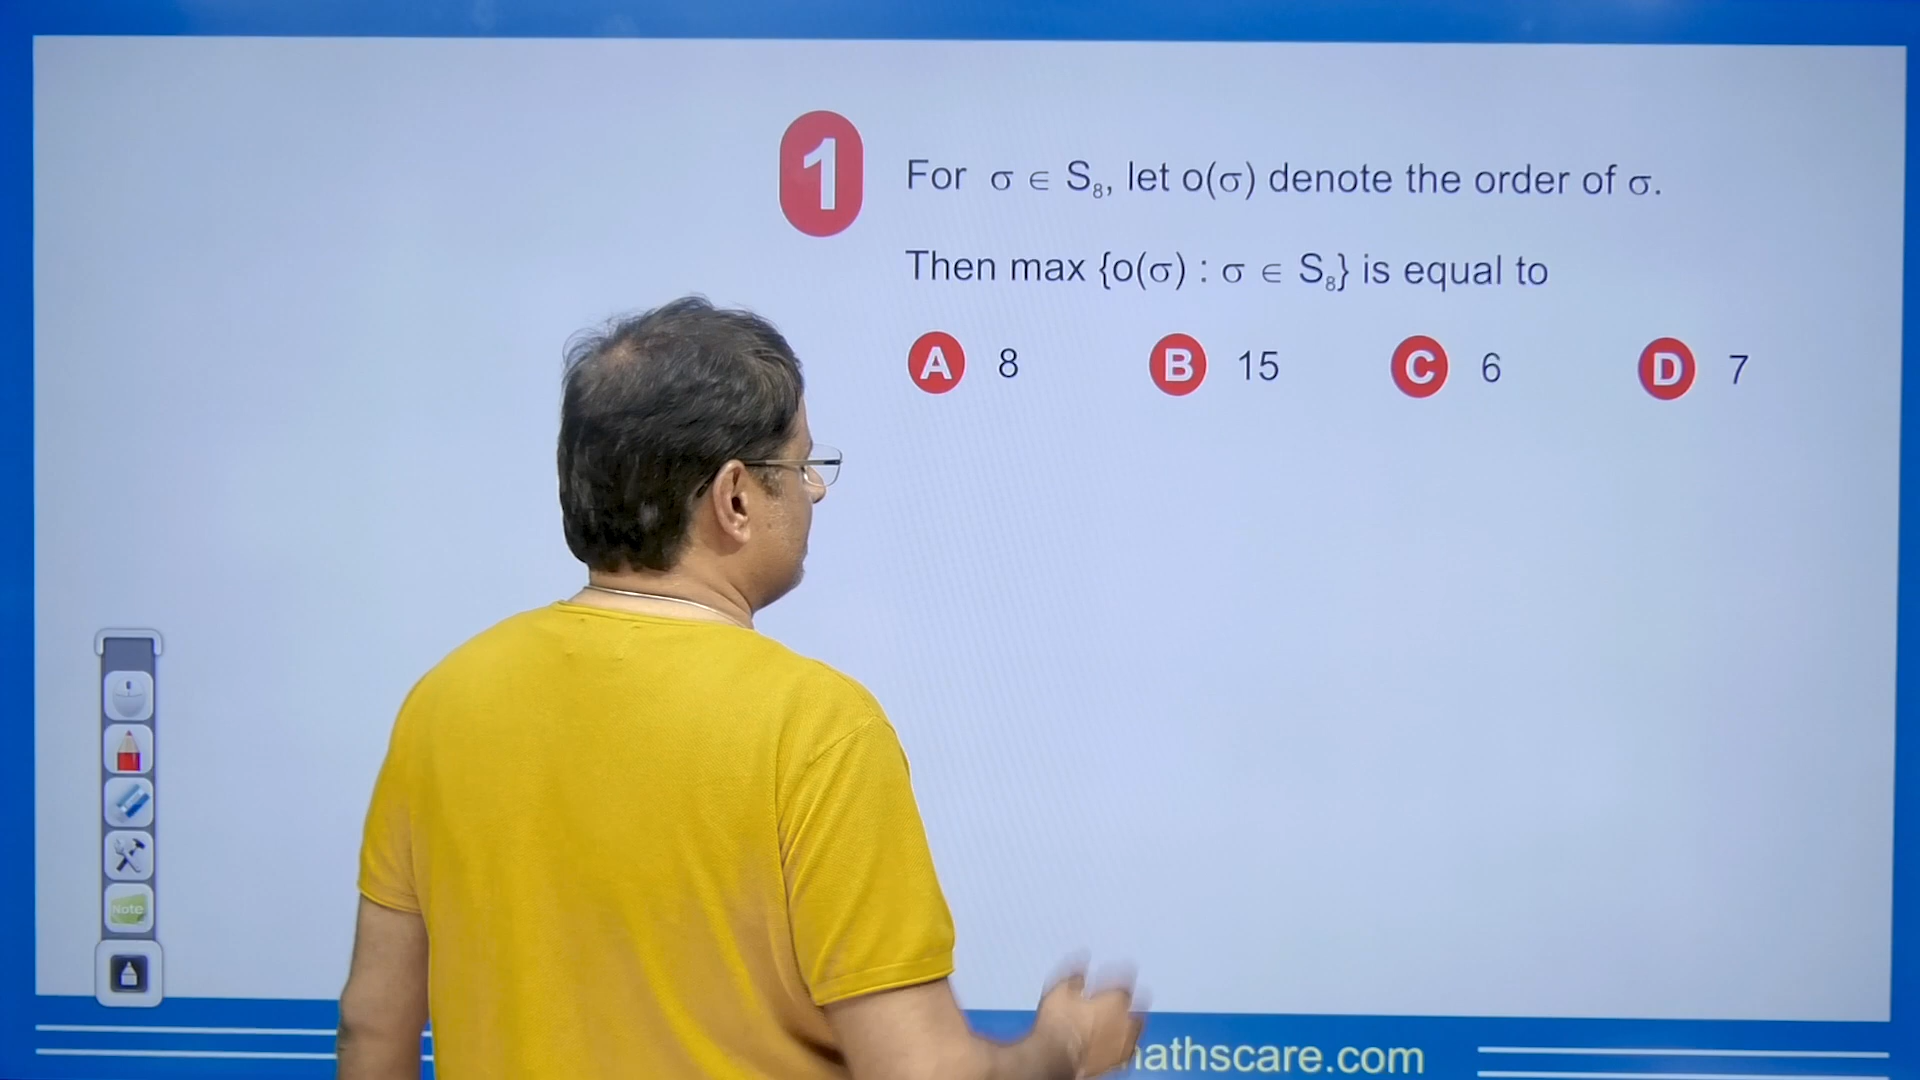 1
For σ ∈ S₈, let o(σ) denote the order of σ.
Then max {o(σ) : σ ∈ S₈} is equal to
A 8 B 15 C 6 D 7
Note
athscare.com